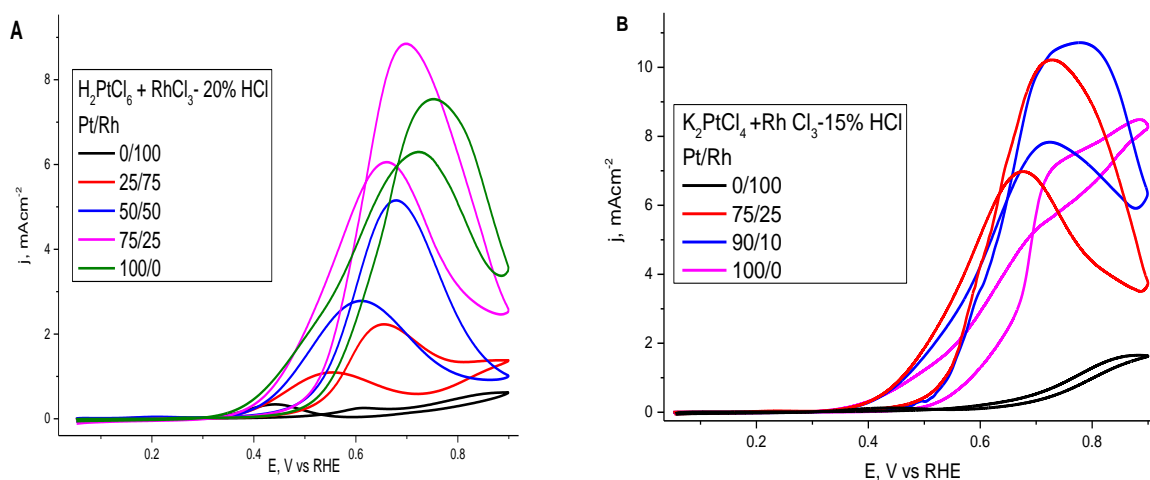 A
H₂PtCl₆ + RhCl₃- 20% HCl
Pt/Rh
0/100
25/75
50/50
75/25
100/0
j, mAcm⁻²
8
6
4
2
0
0.2
0.4
0.6
0.8
E, V vs RHE
B
K₂PtCl₄ +Rh Cl₃-15% HCl
Pt/Rh
0/100
75/25
90/10
100/0
j, mAcm⁻²
10
8
6
4
2
0
0.2
0.4
0.6
0.8
E, V vs RHE